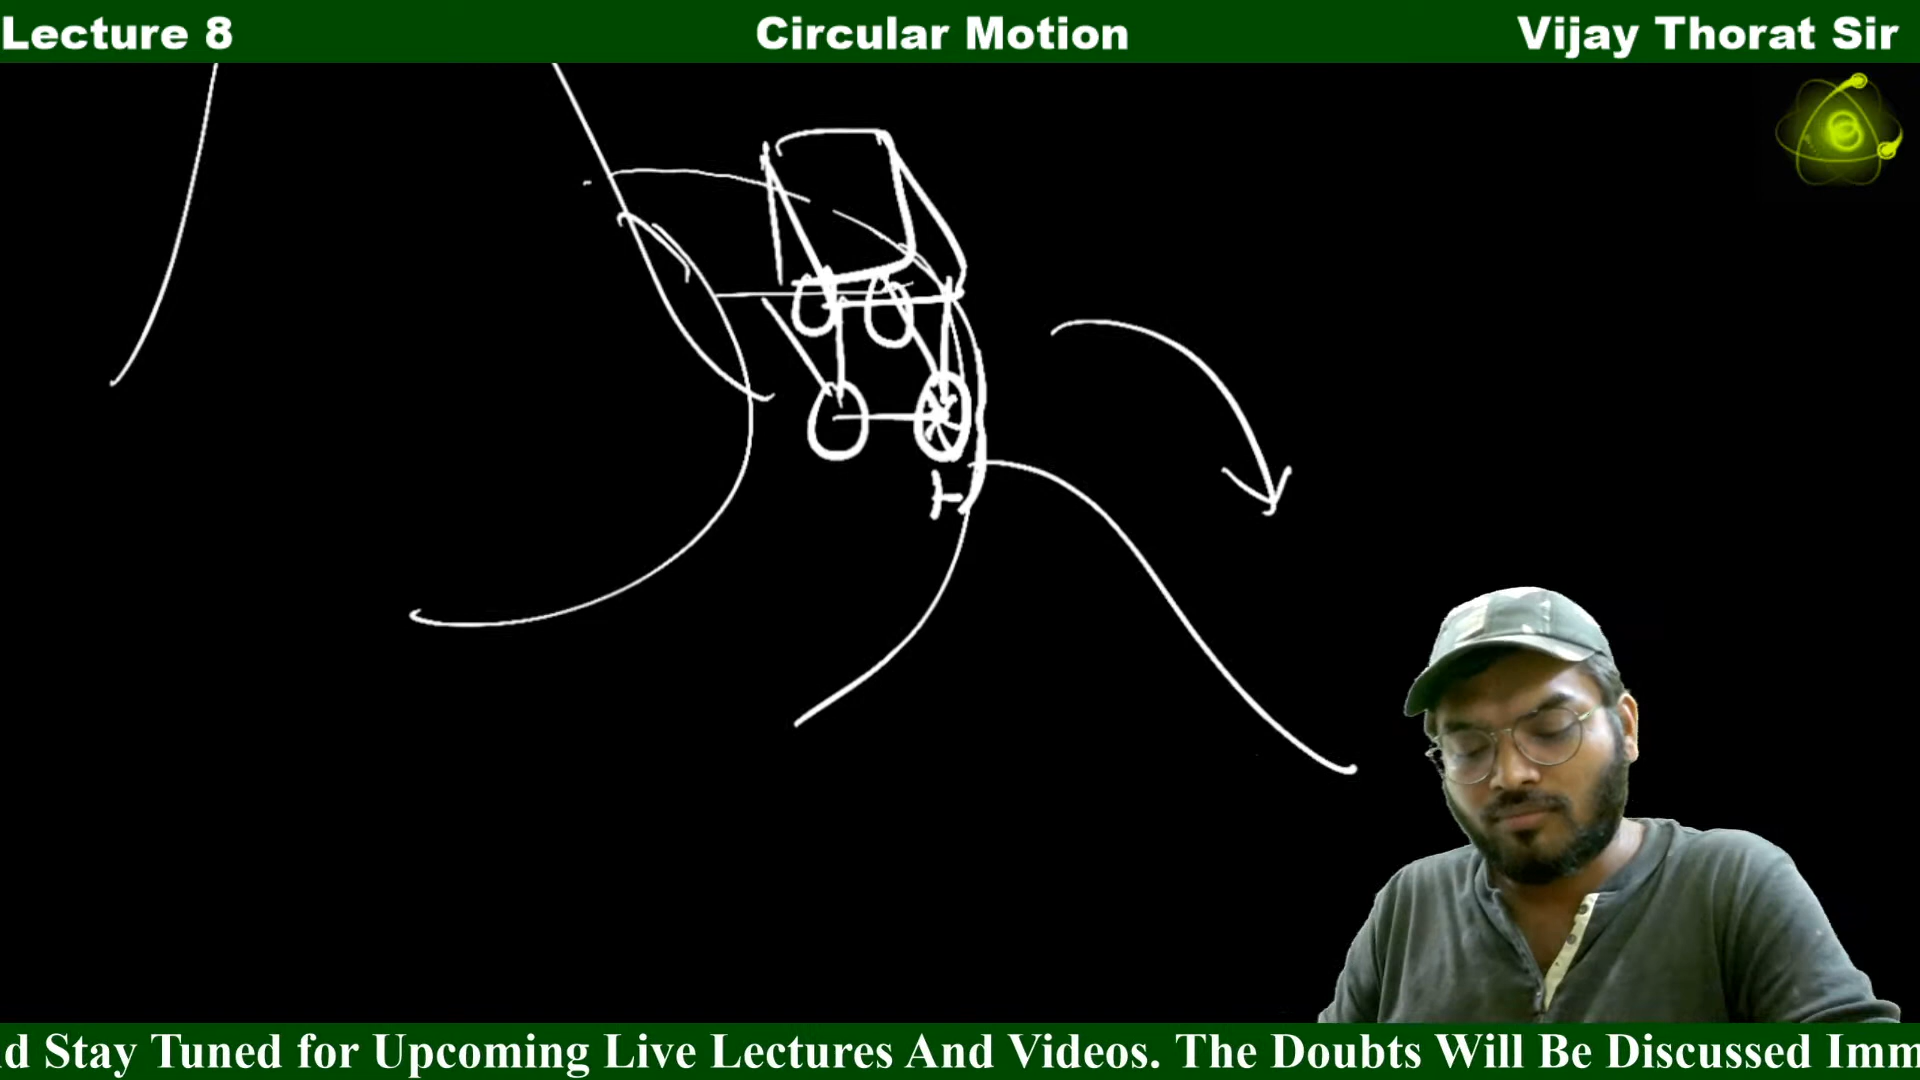 Lecture 8 Circular Motion Vijay Thorat Sir
d Stay Tuned for Upcoming Live Lectures And Videos. The Doubts Will Be Discussed Imm